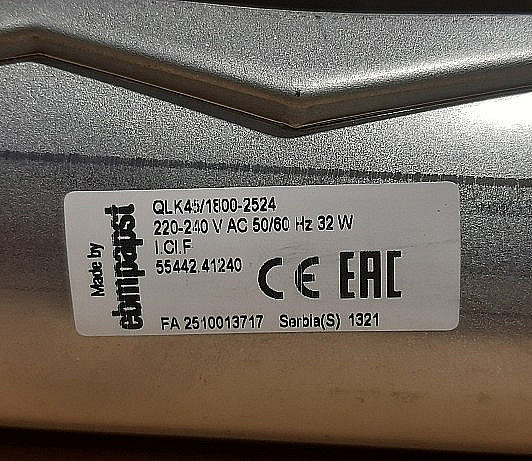 Made by
ebmpapst
QLK45/1800-2524
220-240 V AC 50/60 Hz 32 W
I.Cl.F
55442.41240
CE EAC
FA 2510013717 Serbia(S) 1321